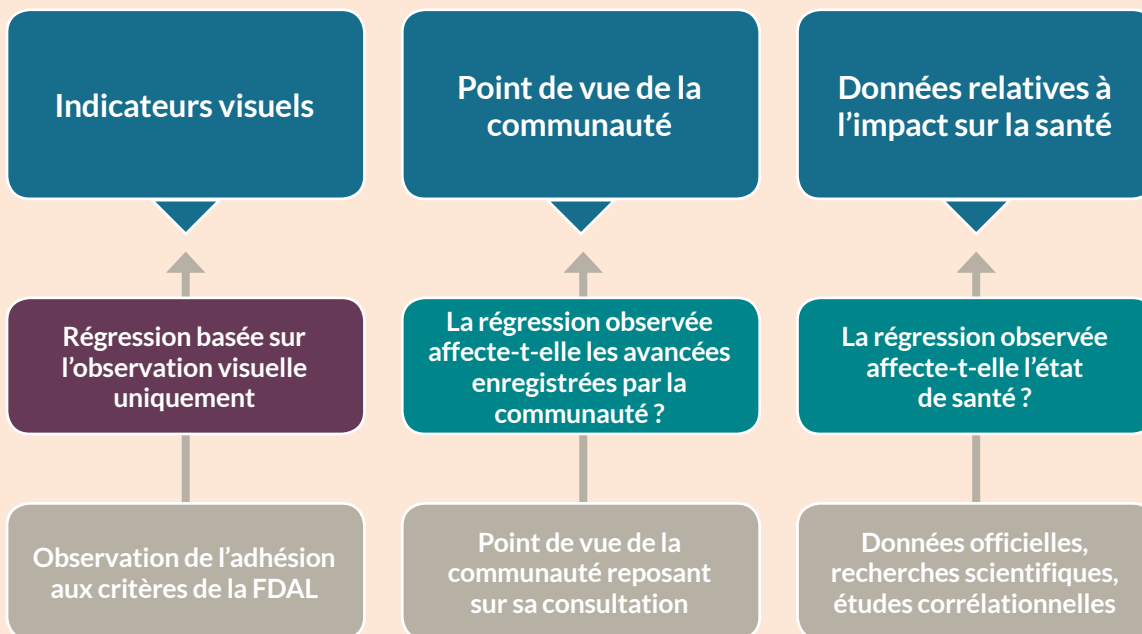 Indicateurs visuels
Point de vue de la
communauté
Données relatives à
l’impact sur la santé
Régression basée sur
l’observation visuelle
uniquement
La régression observée
affecte-t-elle les avancées
enregistrées par la
communauté ?
La régression observée
affecte-t-elle l’état
de santé ?
Observation de l’adhésion
aux critères de la FDAL
Point de vue de la
communauté reposant
sur sa consultation
Données officielles,
recherches scientifiques,
études corrélationnelles